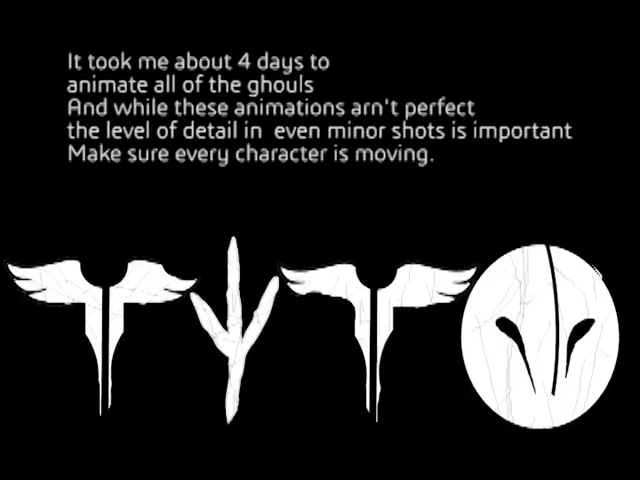 It took me about 4 days to
animate all of the ghouls
And while these animations arn't perfect
the level of detail in even minor shots is important
Make sure every character is moving.
TYTO